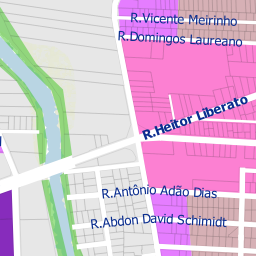 R.Vicente Meirinho
R.Domingos Laureano
R.Heitor Liberato
R.Antônio Adão Dias
R.Abdon David Schimidt